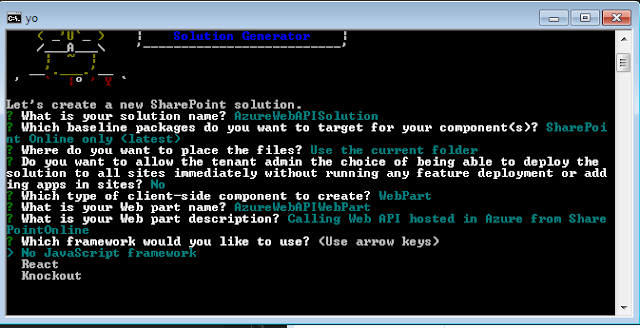 yo
Solution Generator
Let's create a new SharePoint solution.
? What is your solution name? AzureWebAPISolution
? Which baseline packages do you want to target for your component(s)? SharePoi
nt Online only (latest)
? Where do you want to place the files? Use the current folder
? Do you want to allow the tenant admin the choice of being able to deploy the
solution to all sites immediately without running any feature deployment or add
ing apps in sites? No
? Which type of client-side component to create? WebPart
? What is your Web part name? AzureWebAPIWebPart
? What is your Web part description? Calling Web API hosted in Azure from Share
PointOnline
? Which framework would you like to use? (Use arrow keys)
> No JavaScript framework
React
Knockout